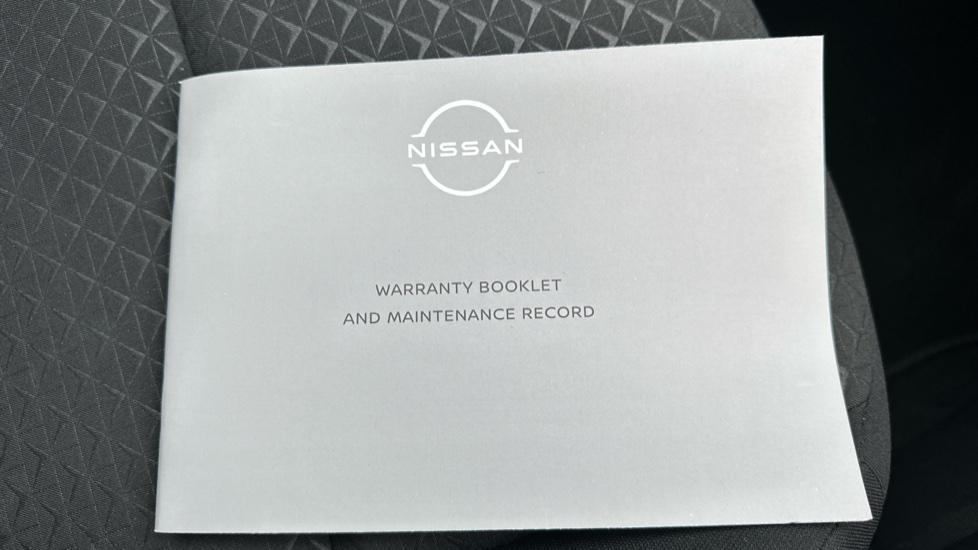 NISSAN
WARRANTY BOOKLET
AND MAINTENANCE RECORD